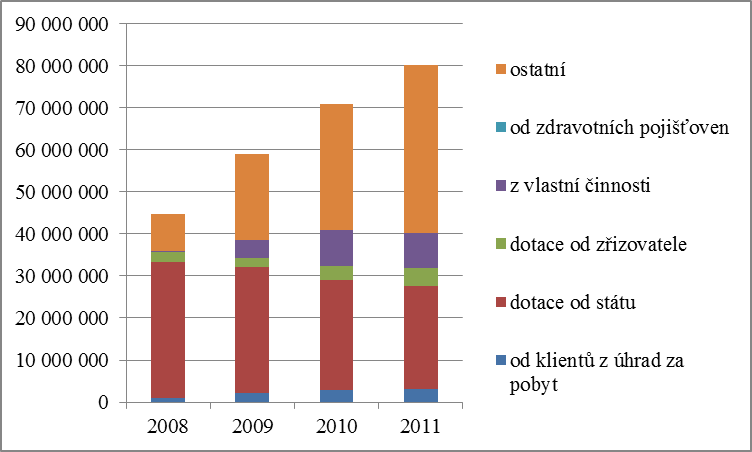 90 000 000
80 000 000
70 000 000
60 000 000
50 000 000
40 000 000
30 000 000
20 000 000
10 000 000
0
2008 2009 2010 2011
ostatní
od zdravotních pojišťoven
z vlastní činnosti
dotace od zřizovatele
dotace od státu
od klientů z úhrad za
pobyt